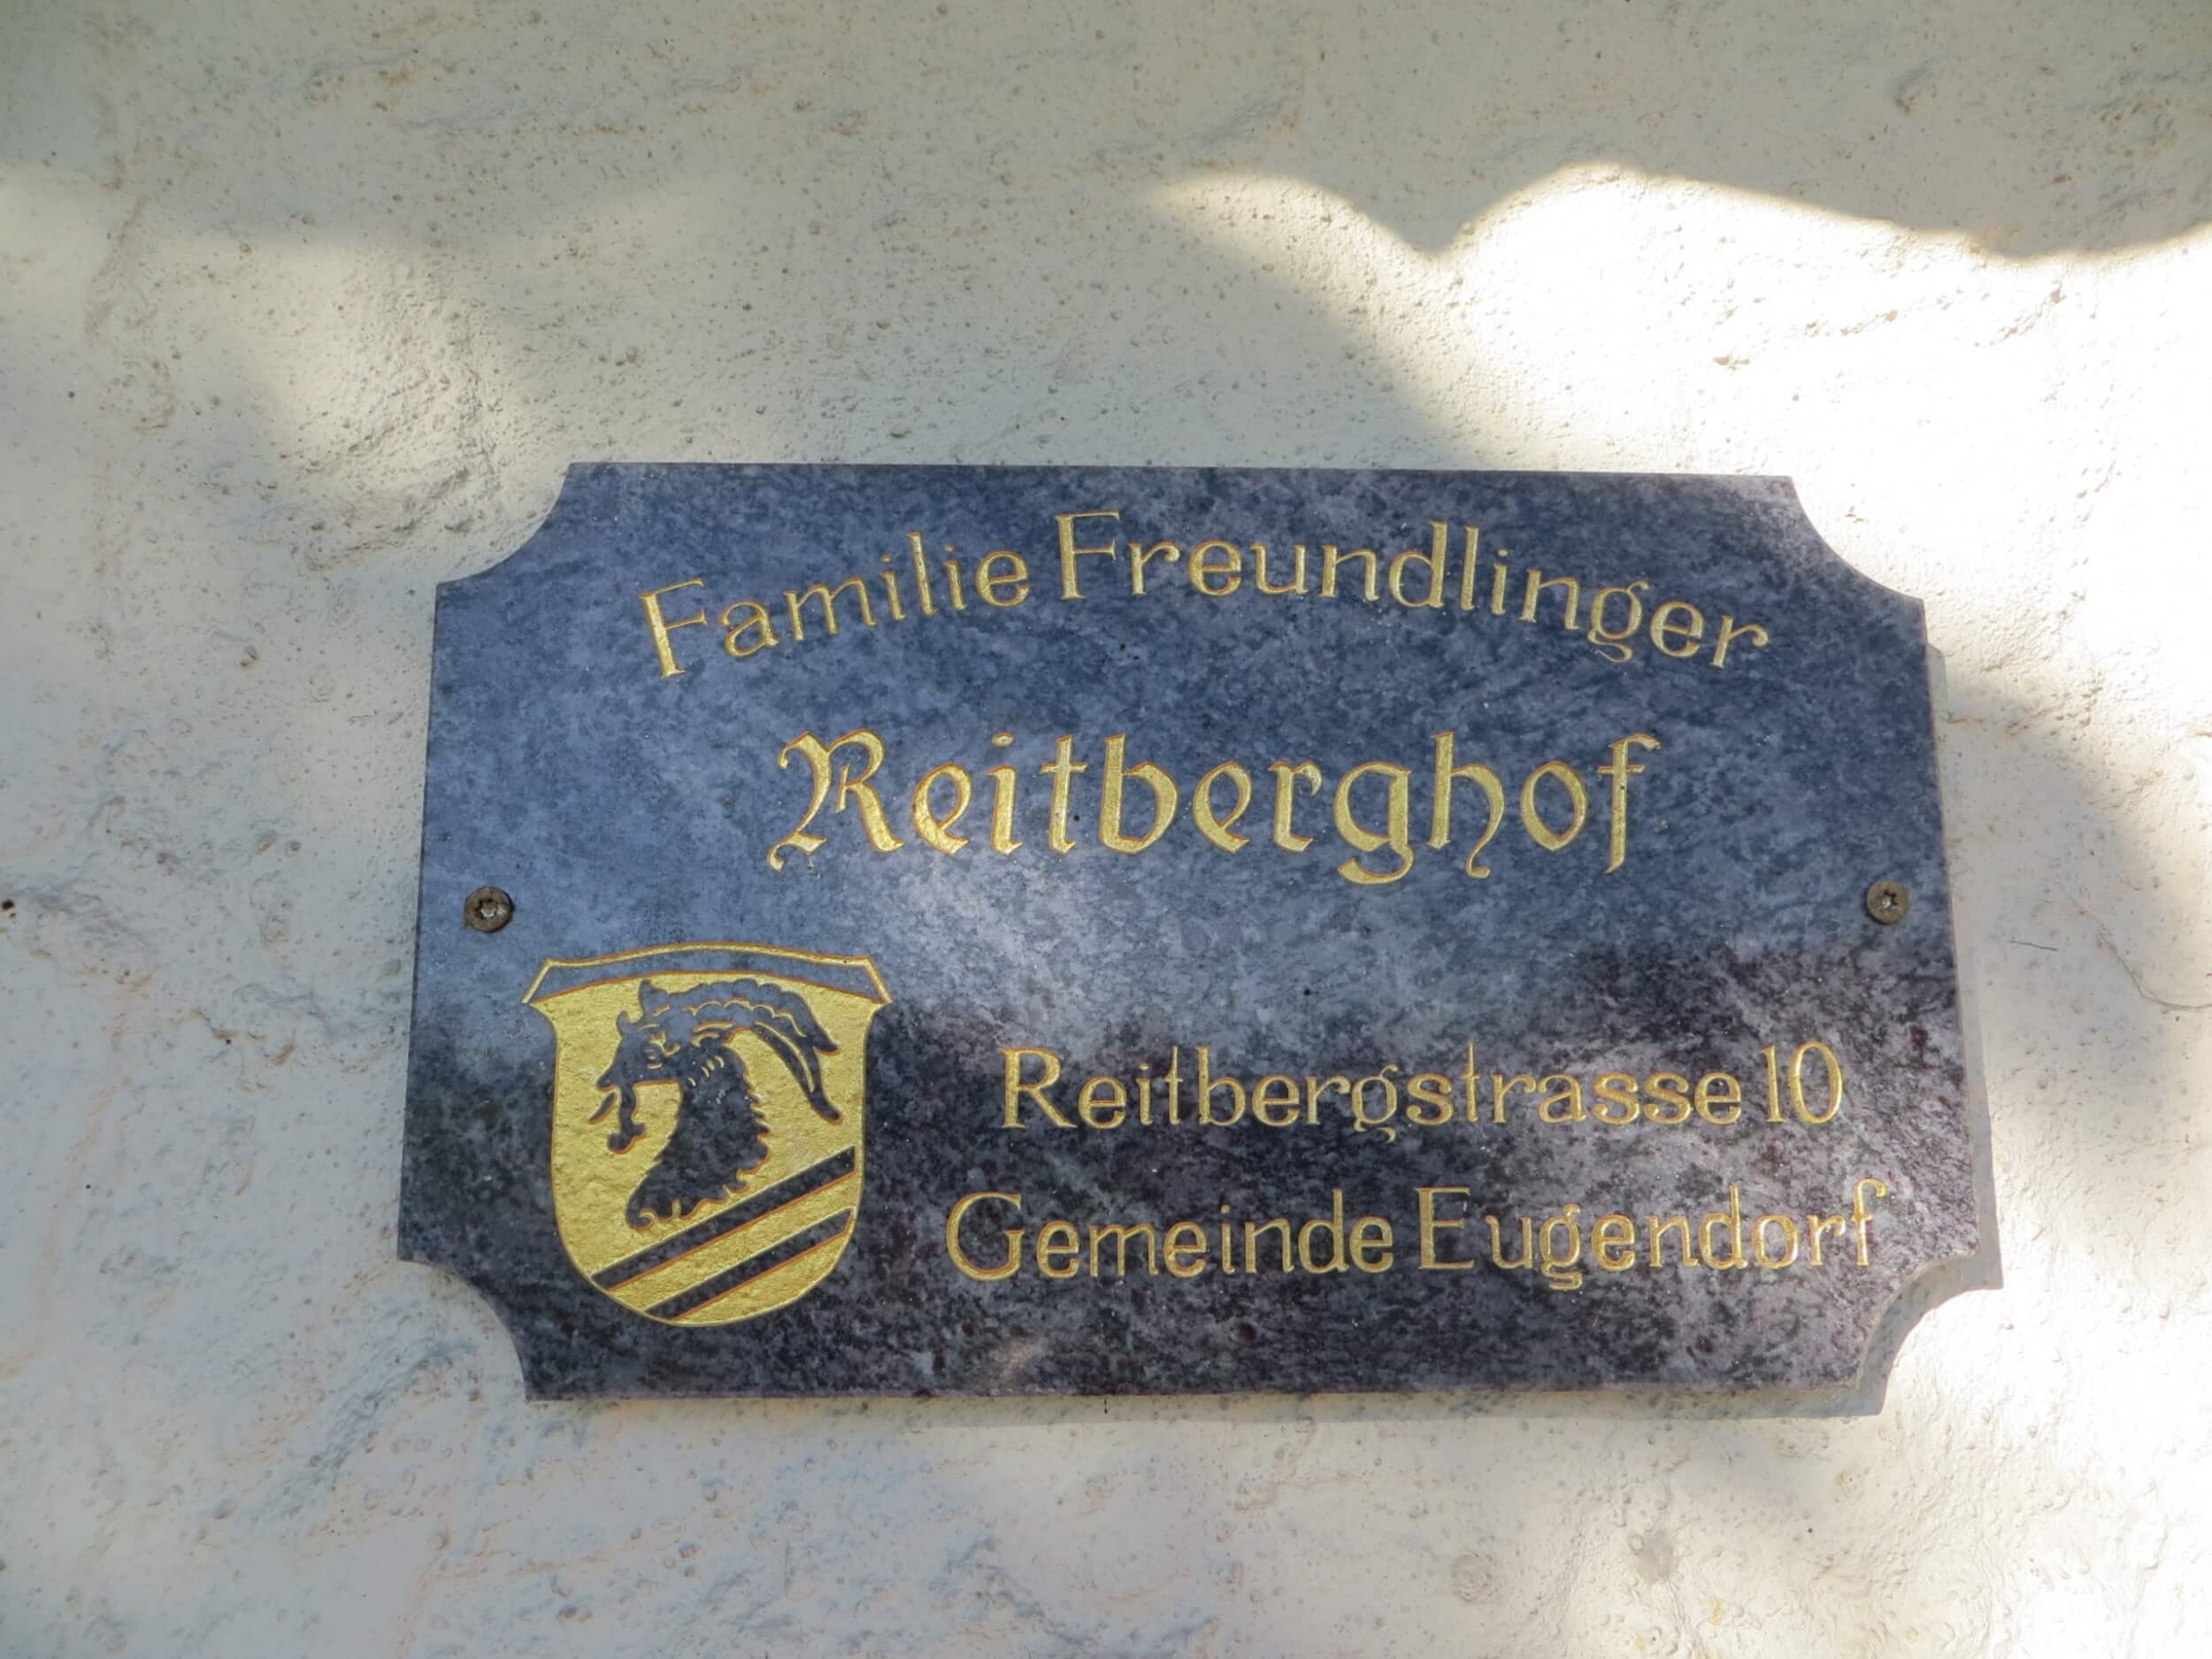 Familie Freundlinger
Reitberghof
Reitbergstrasse 10
Gemeinde Eugendorf